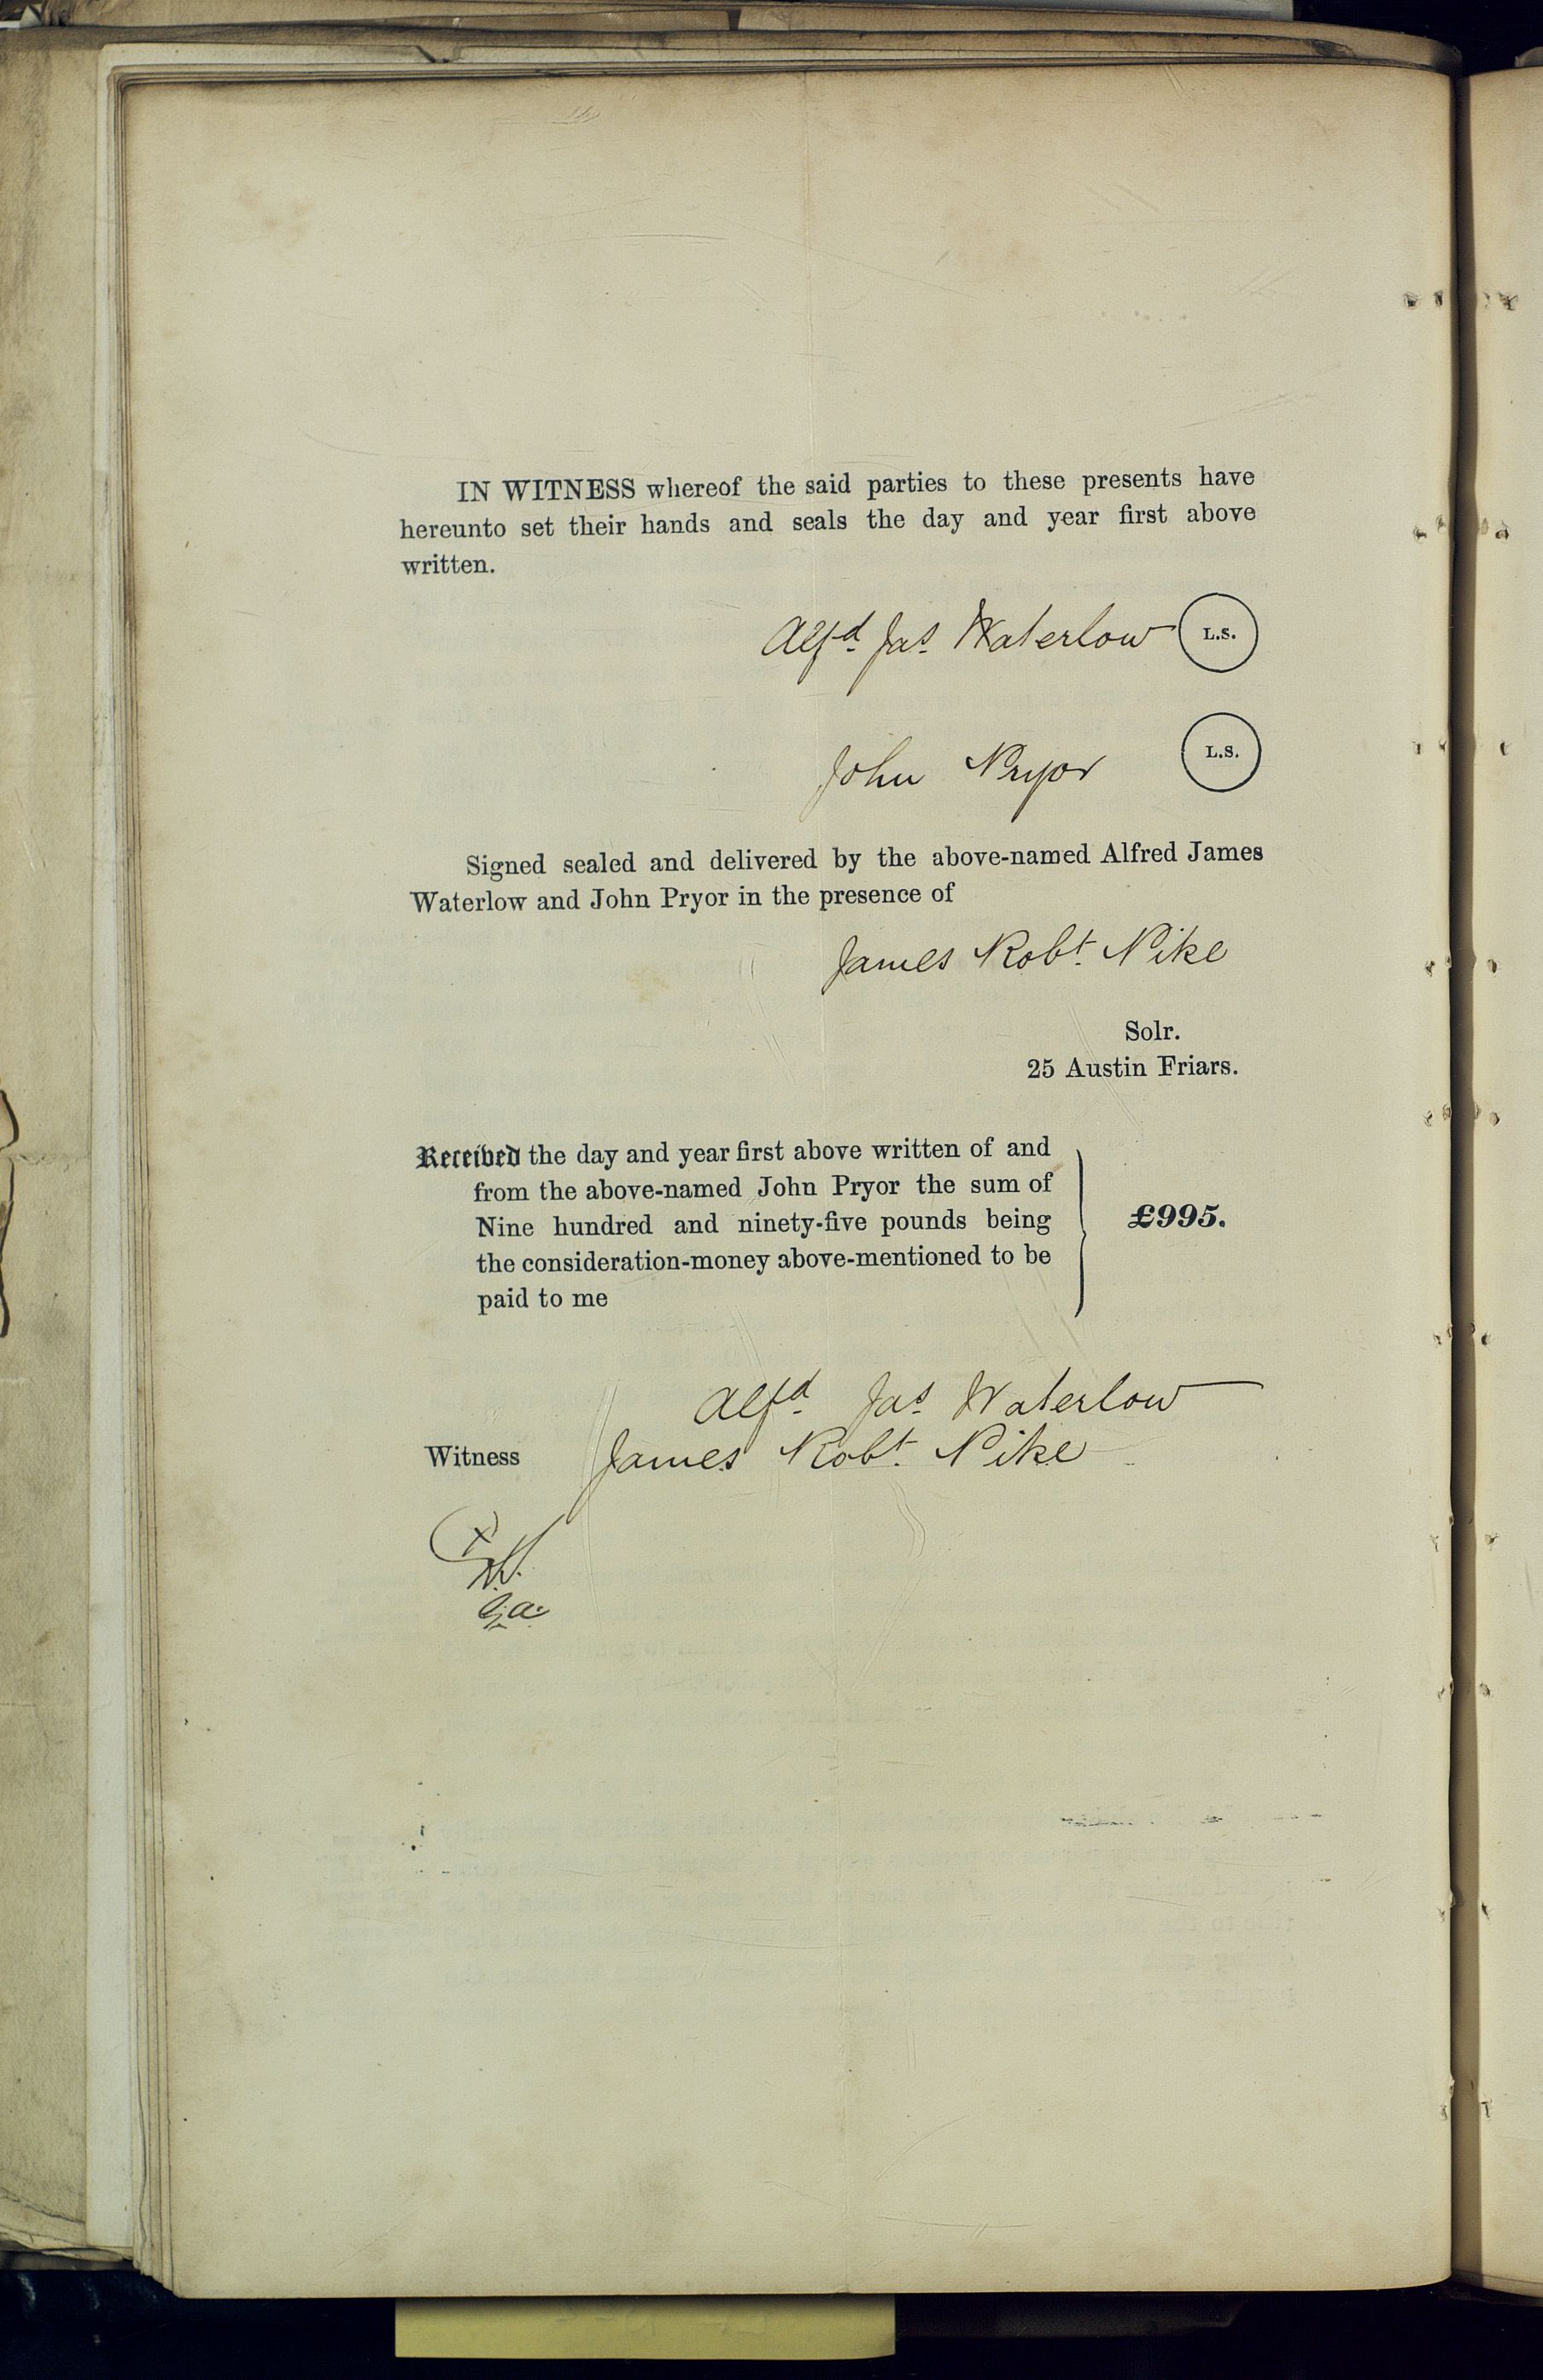 IN WITNESS whereof the said parties to these presents have
hereunto set their hands and seals the day and year first above
written.
Alfd. Jas. Waterlow L.S.
John Pryor L.S.
Signed sealed and delivered by the above-named Alfred James
Waterlow and John Pryor in the presence of
James Robt. Pike
Solr.
25 Austin Friars.
Received the day and year first above written of and
from the above-named John Pryor the sum of
Nine hundred and ninety-five pounds being
£995.
the consideration-money above-mentioned to be
paid to me
Alfd. Jas. Waterlow
Witness James Robt. Pike